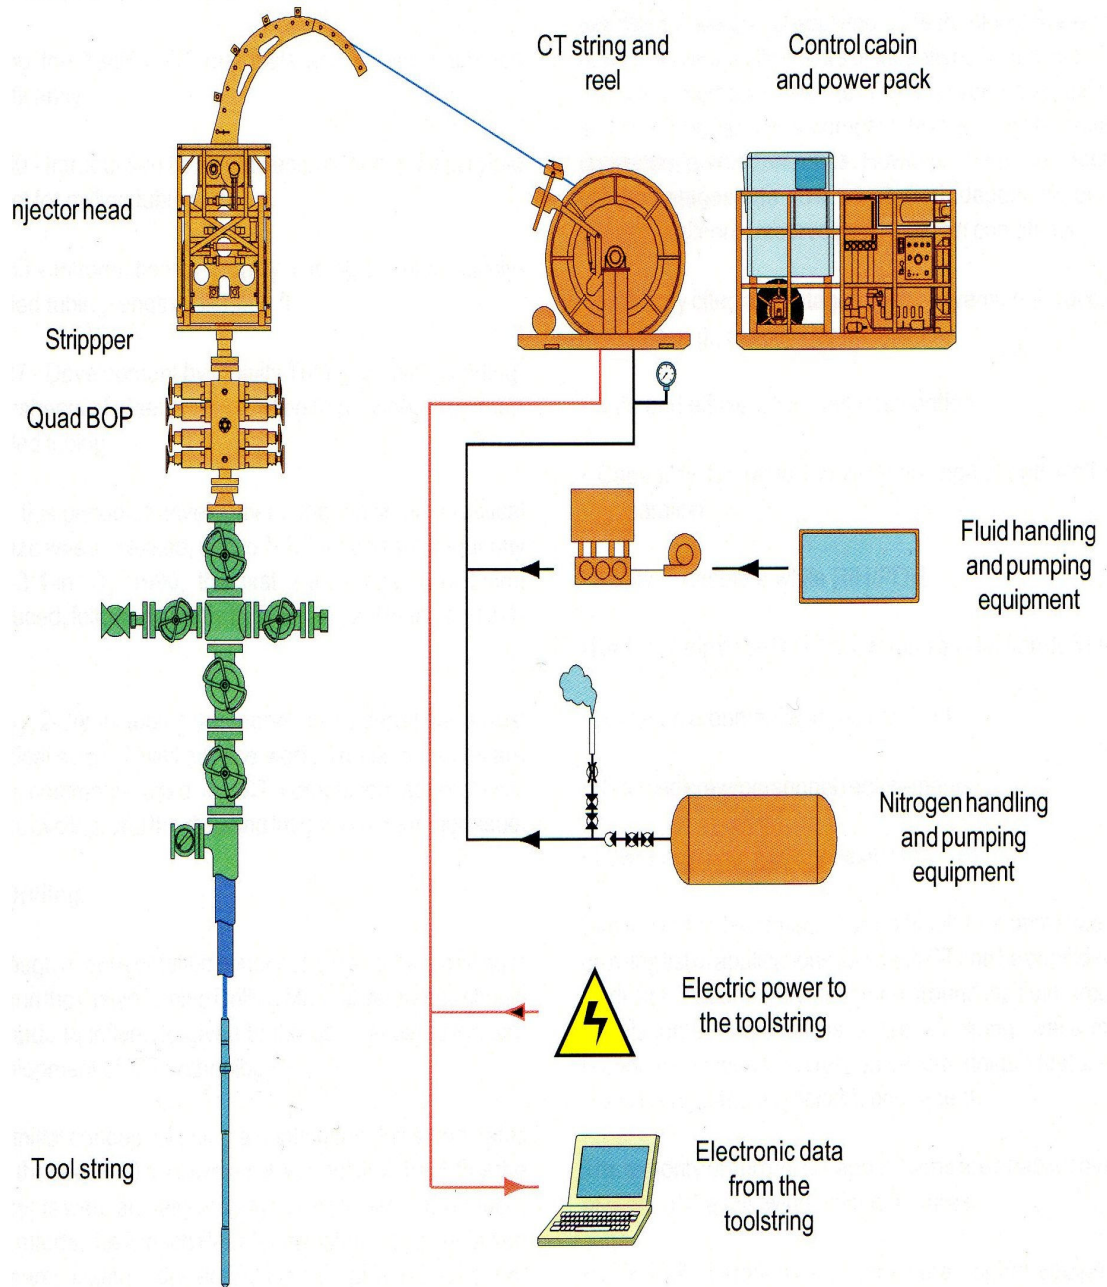 CT string and
reel
Control cabin
and power pack
njector head
Strippper
Quad BOP
Fluid handling
and pumping
equipment
Nitrogen handling
and pumping
equipment
Electric power to
the toolstring
Tool string
Electronic data
from the
toolstring